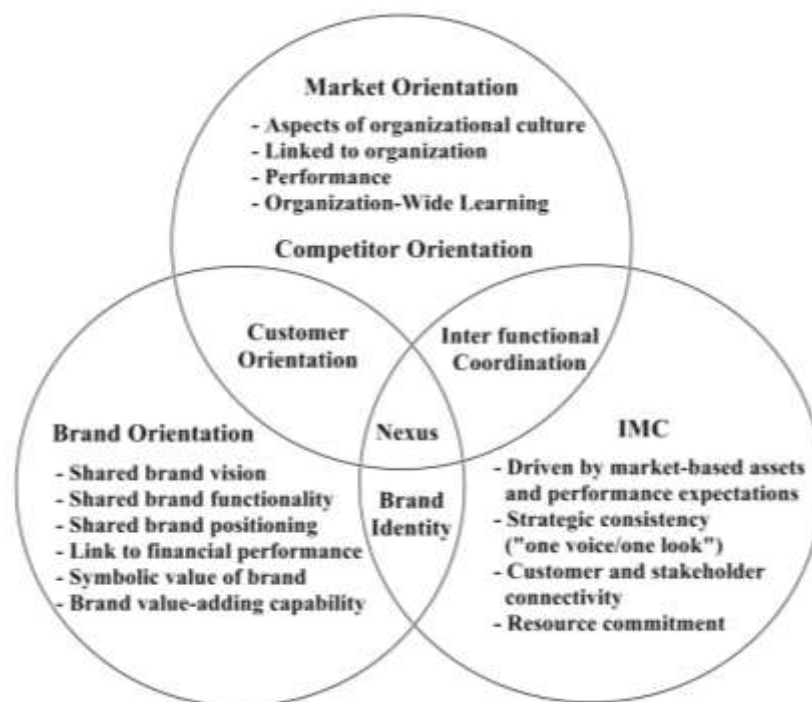 Market Orientation
- Aspects of organizational culture
- Linked to organization
- Performance
- Organization-Wide Learning
Competitor Orientation
Customer
Orientation
Inter functional
Coordination
Nexus
Brand Orientation
- Shared brand vision
- Shared brand functionality
- Shared brand positioning
- Link to financial performance
- Symbolic value of brand
- Brand value-adding capability
Brand
Identity
IMC
- Driven by market-based assets
and performance expectations
- Strategic consistency
("one voice/one look")
- Customer and stakeholder
connectivity
- Resource commitment